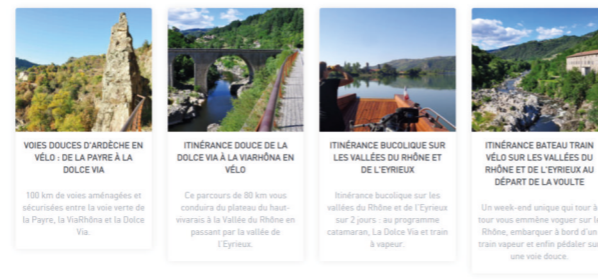 VOIES DOUCES D'ARDÈCHE EN
VÉLO : DE LA PAYRE À LA
DOLCE VIA
100 km de voies aménagées et
sécurisées entre la voie verte de
la Payre, la ViaRhôna et la Dolce
Via.
ITINÉRANCE DOUCE DE LA
DOLCE VIA À LA VIARHÔNA EN
VÉLO
Ce parcours de 80 km vous
conduira du plateau du haut-
vivarais à la Vallée du Rhône en
passant par la vallée de
l'Eyrieux.
ITINÉRANCE BUCOLIQUE SUR
LES VALLÉES DU RHÔNE ET
DE L'EYRIEUX
Itinérance bucolique sur les
vallées du Rhône et de l'Eyrieux
sur 2 jours : au programme
catamaran, La Dolce Via et train
à vapeur.
ITINÉRANCE BATEAU TRAIN
VÉLO SUR LES VALLÉES DU
RHÔNE ET DE L'EYRIEUX AU
DÉPART DE LA VOULTE
Un week-end unique qui tour à
tour vous emmène voguer sur le
Rhône, embarquer à bord d'un
train vapeur et enfin pédaler sur
une voie douce.